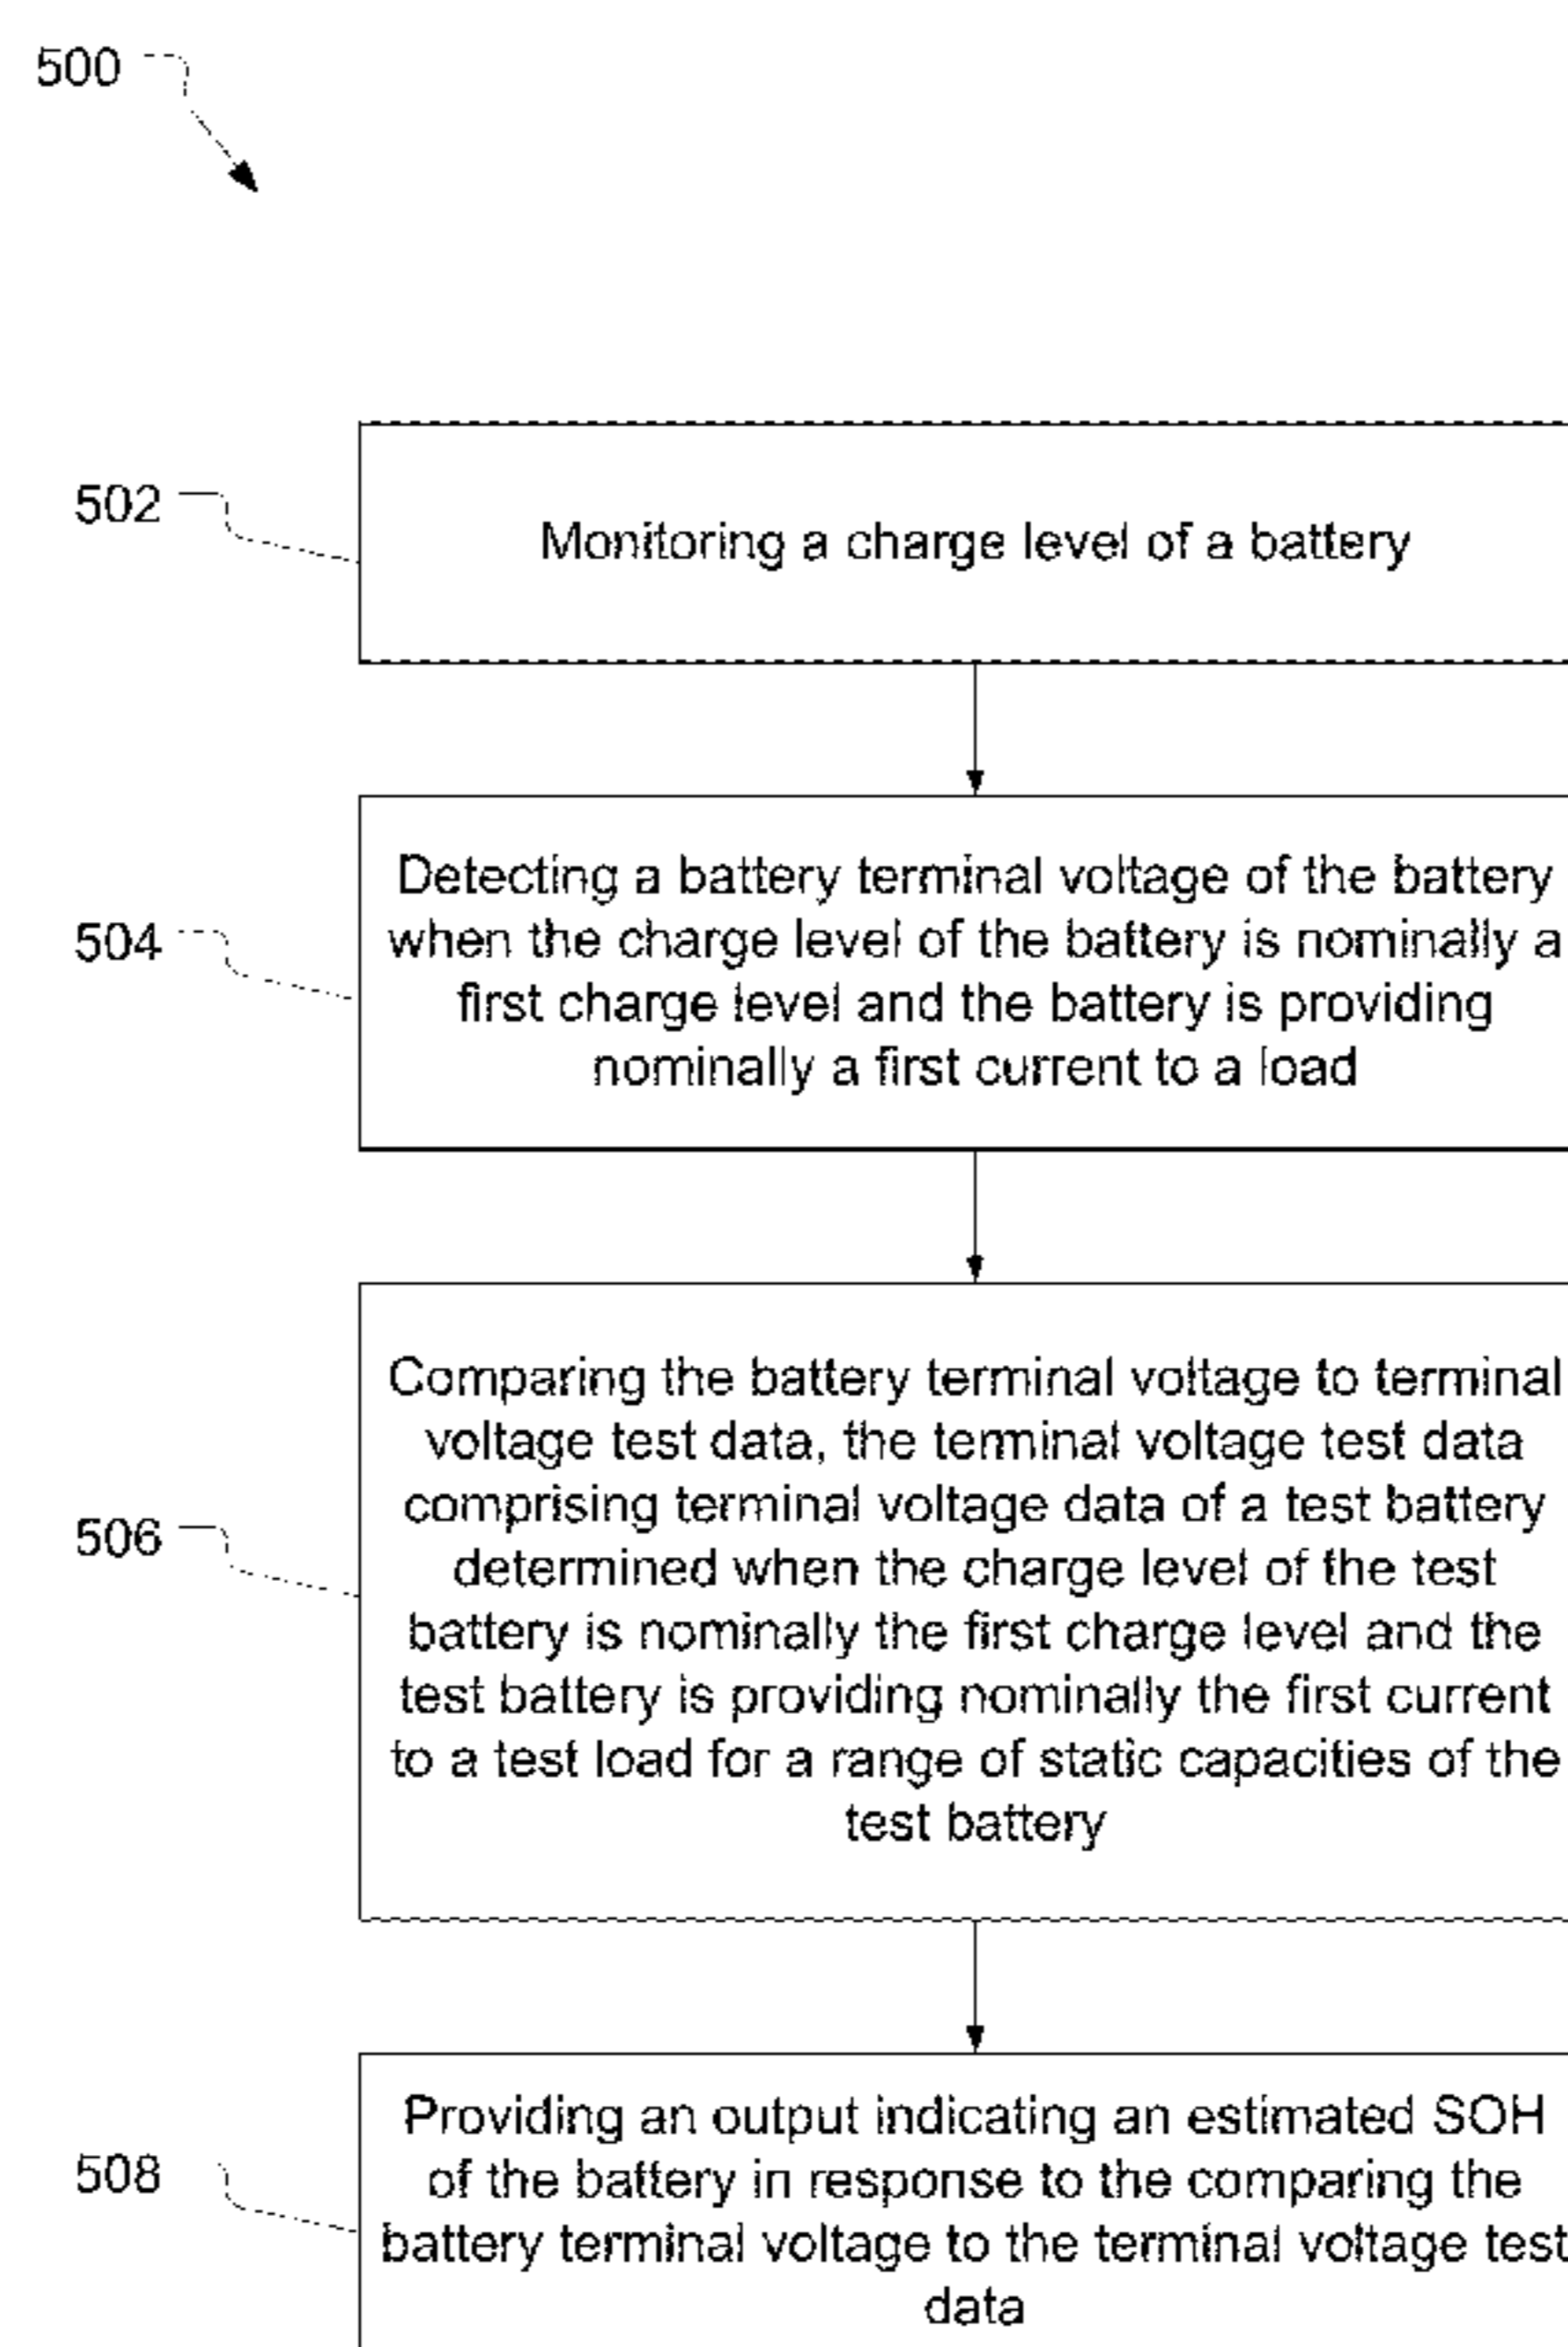 500
502
Monitoring a charge level of a battery
504
Detecting a battery terminal voltage of the battery
when the charge level of the battery is nominally a
first charge level and the battery is providing
nominally a first current to a load
506
Comparing the battery terminal voltage to terminal
voltage test data, the terminal voltage test data
comprising terminal voltage data of a test battery
determined when the charge level of the test
battery is nominally the first charge level and the
test battery is providing nominally the first current
to a test load for a range of static capacities of the
test battery
508
Providing an output indicating an estimated SOH
of the battery in response to the comparing the
battery terminal voltage to the terminal voltage test
data